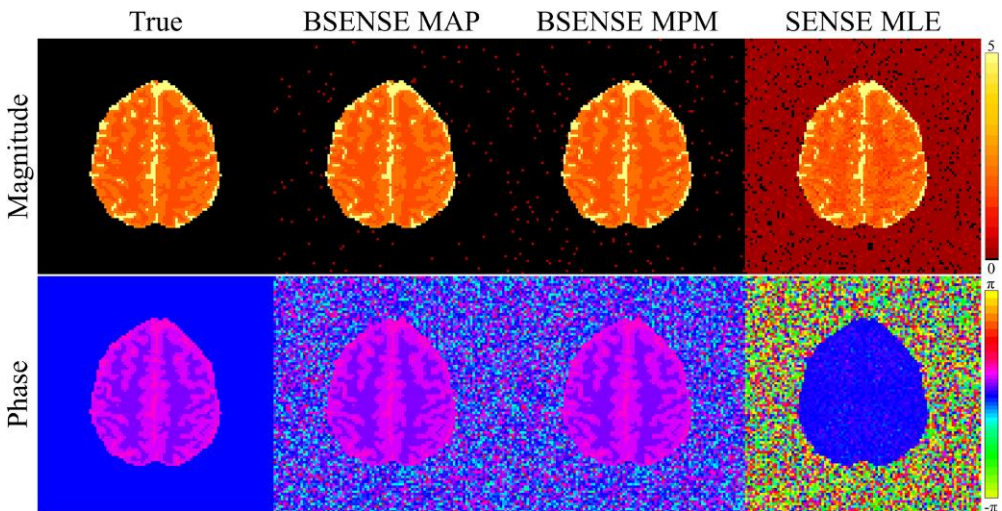 True
BSENSE MAP
BSENSE MPM
SENSE MLE
Magnitude
5
0
Phase
π
-π